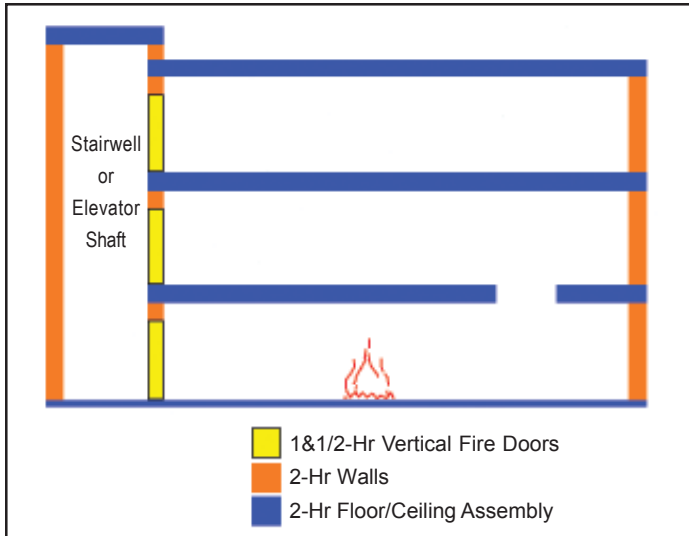 Stairwell
or
Elevator
Shaft
1&1/2-Hr Vertical Fire Doors
2-Hr Walls
2-Hr Floor/Ceiling Assembly